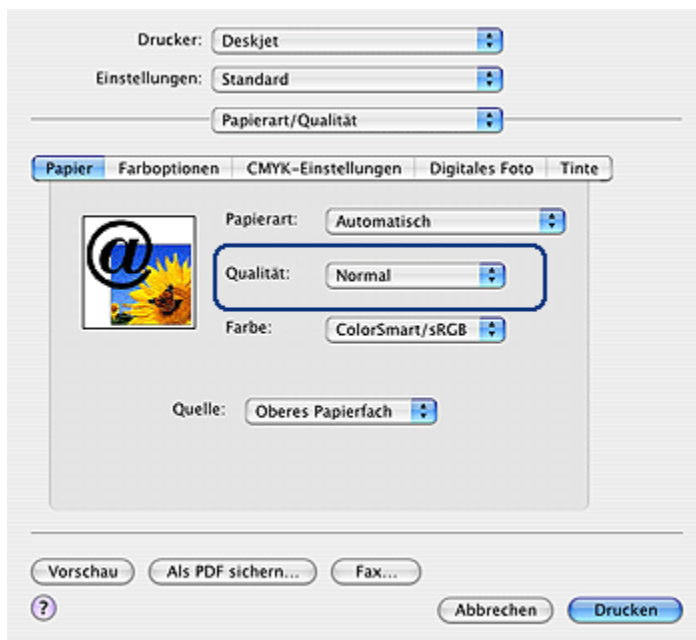 Drucker: Deskjet
Einstellungen: Standard
Papierart/Qualität
Papier Farboptionen CMYK-Einstellungen Digitales Foto Tinte
Papierart: Automatisch
@
Qualität: Normal
Farbe: ColorSmart/sRGB
Quelle: Oberes Papierfach
Vorschau Als PDF sichern... Fax...
? Abbrechen Drucken